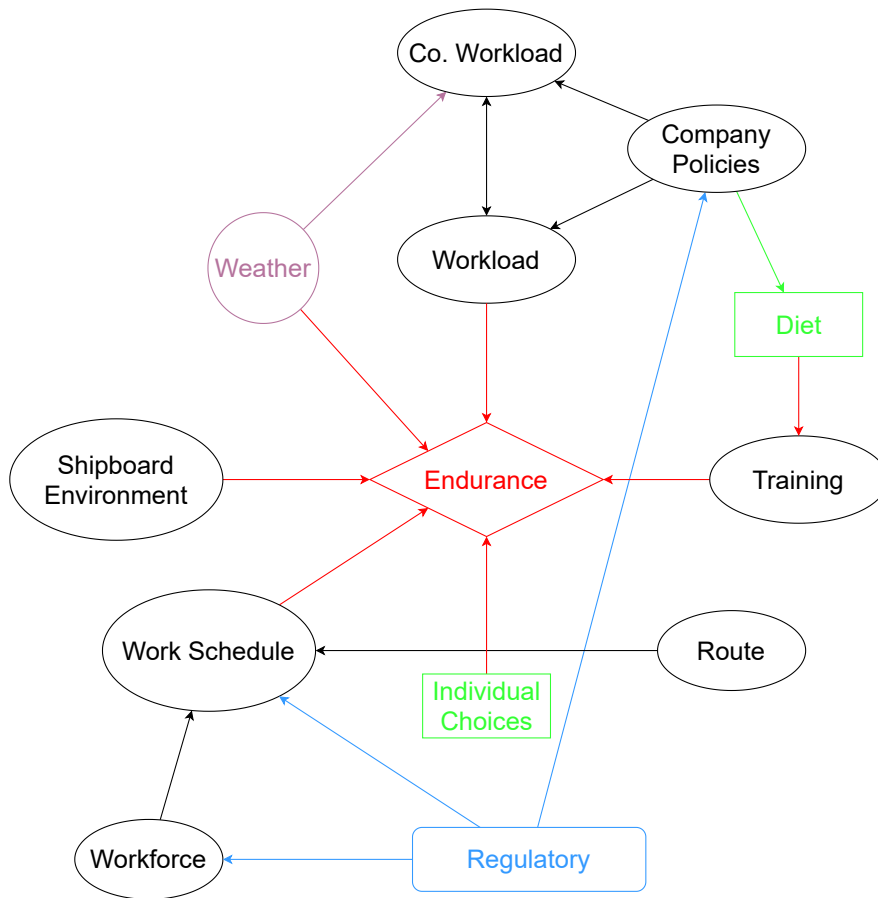 Co. Workload
Company
Policies
Weather
Workload
Diet
Shipboard
Environment
Endurance
Training
Work Schedule
Route
Individual
Choices
Workforce
Regulatory